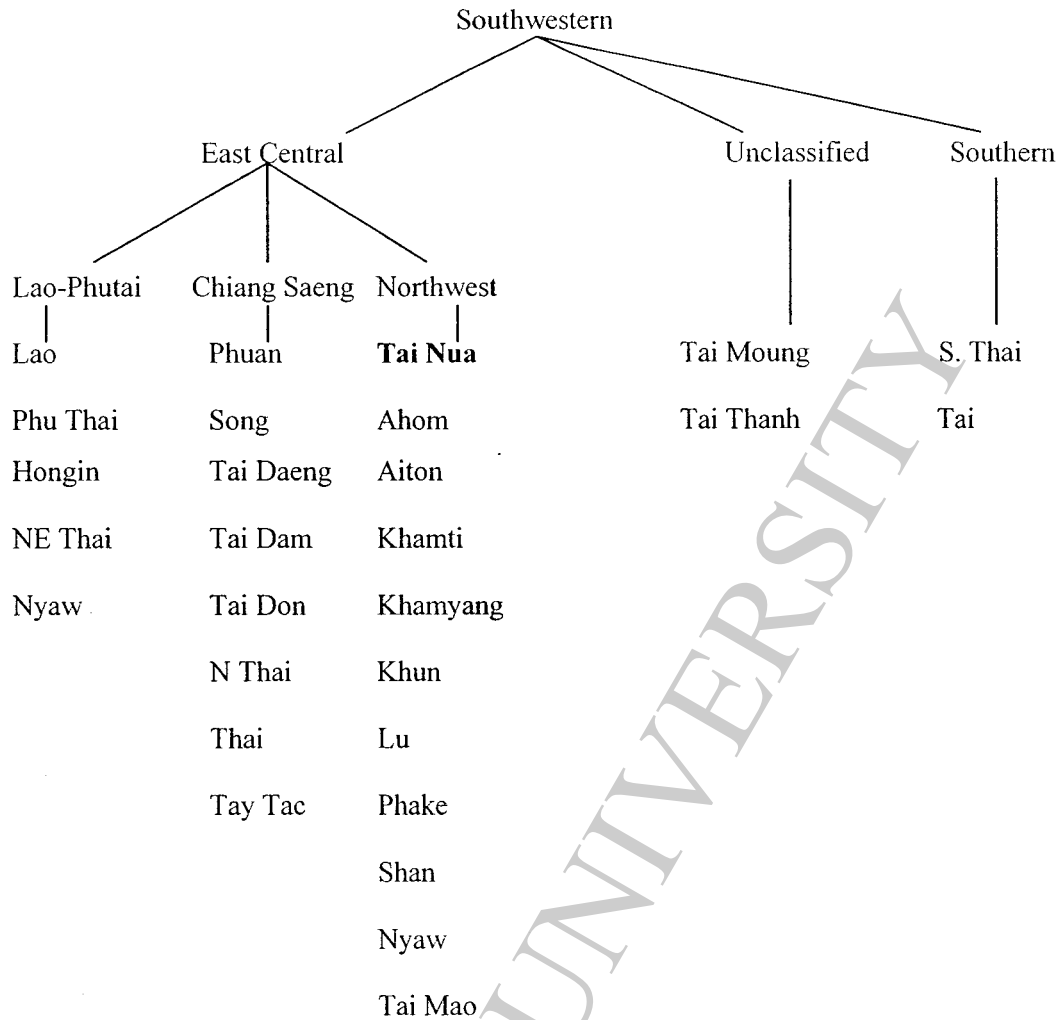 Southwestern
East Central Unclassified Southern
Lao-Phutai Chiang Saeng Northwest
Lao Phuan Tai Nua Tai Moung S. Thai
Phu Thai Song Ahom Tai Thanh Tai
Hongin Tai Daeng Aiton
NE Thai Tai Dam Khamti
Nyaw Tai Don Khamyang
N Thai Khun
Thai Lu
Tay Tac Phake
Shan
Nyaw
Tai Mao
UNIVERSITY